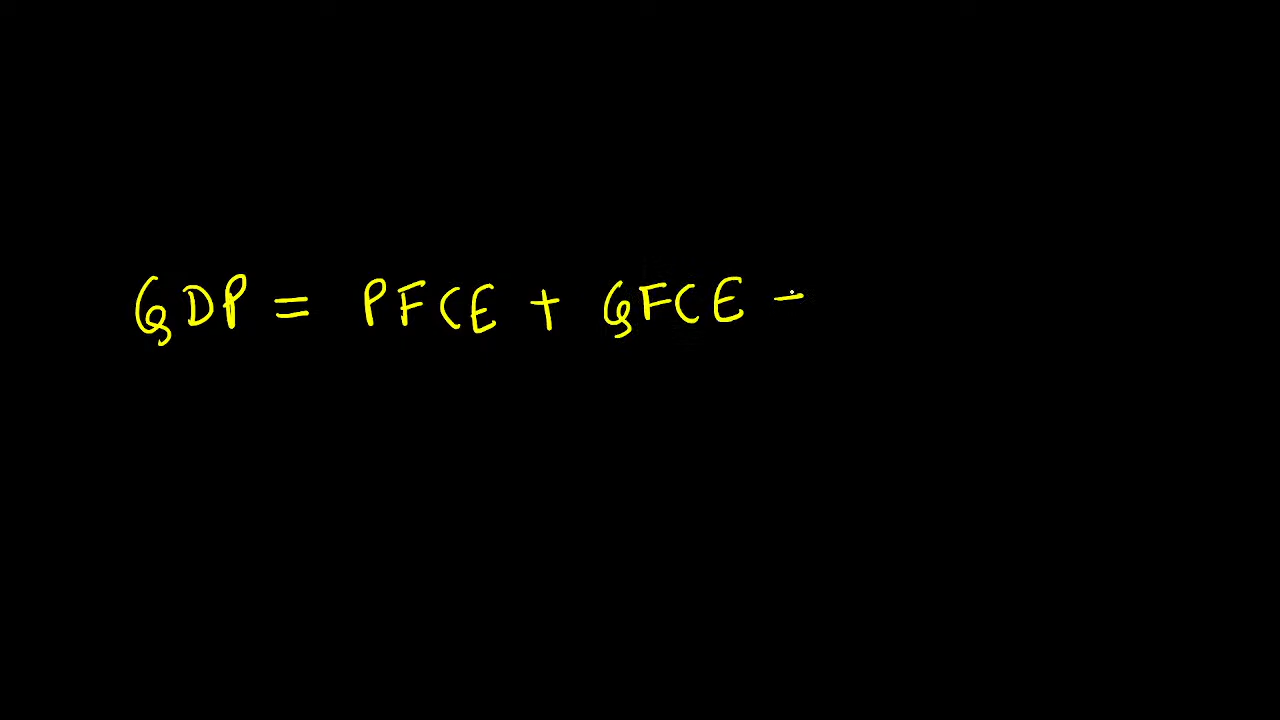 GDP = PFCE + GFCE -